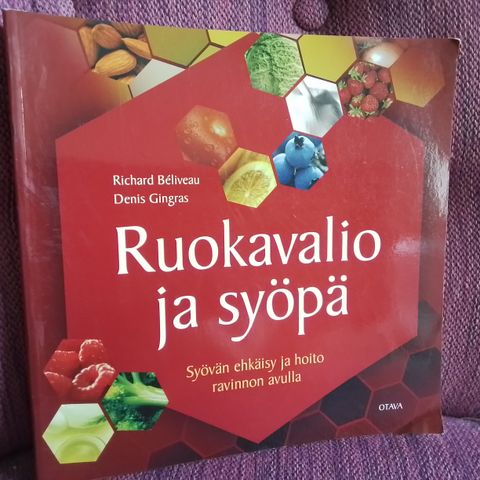 Richard Béliveau
Denis Gingras
Ruokavalio
ja syöpä
Syövän ehkäisy ja hoito
ravinnon avulla
OTAVA